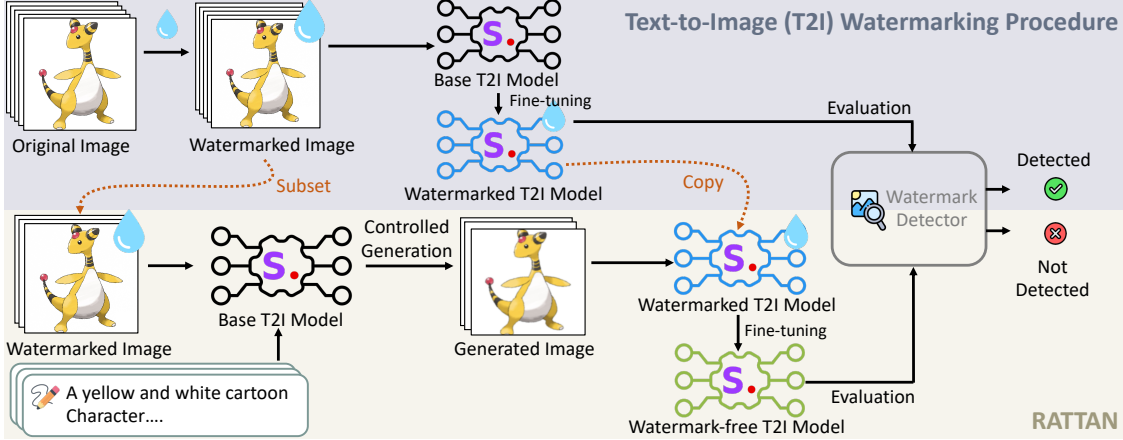 Text-to-Image (T2I) Watermarking Procedure
Original Image
Watermarked Image
Base T2I Model
Fine-tuning
Watermarked T2I Model
Evaluation
Watermark
Detector
Detected
Not
Detected
Subset
Copy
Watermarked Image
S.
Base T2I Model
Controlled
Generation
Generated Image
S.
Watermarked T2I Model
Fine-tuning
S.
Watermark-free T2I Model
Evaluation
A yellow and white cartoon
Character....
RATTAN
S.
S.